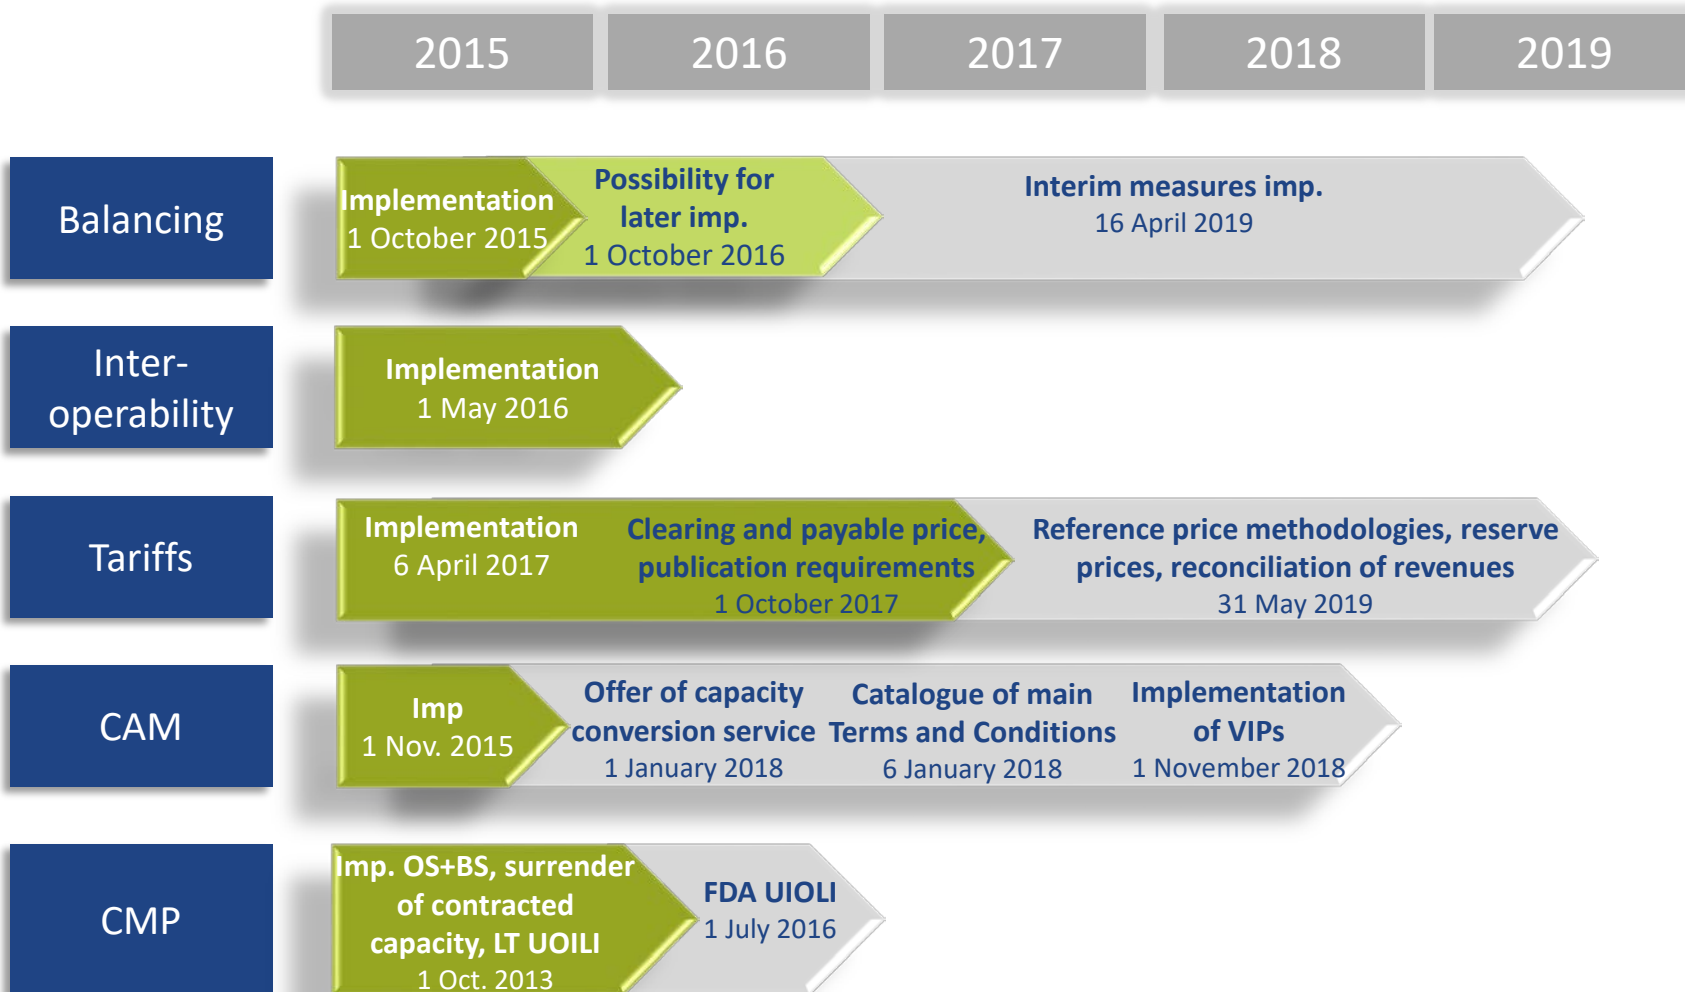 2015 2016 2017 2018 2019
Balancing
Implementation
1 October 2015
Possibility for
later imp.
1 October 2016
Interim measures imp.
16 April 2019
Inter-
operability
Implementation
1 May 2016
Tariffs
Implementation
6 April 2017
Clearing and payable price,
publication requirements
1 October 2017
Reference price methodologies, reserve
prices, reconciliation of revenues
31 May 2019
CAM
Imp
1 Nov. 2015
Offer of capacity
conversion service
1 January 2018
Catalogue of main
Terms and Conditions
6 January 2018
Implementation
of VIPs
1 November 2018
CMP
Imp. OS+BS, surrender
of contracted
capacity, LT UOILI
1 Oct. 2013
FDA UIOLI
1 July 2016